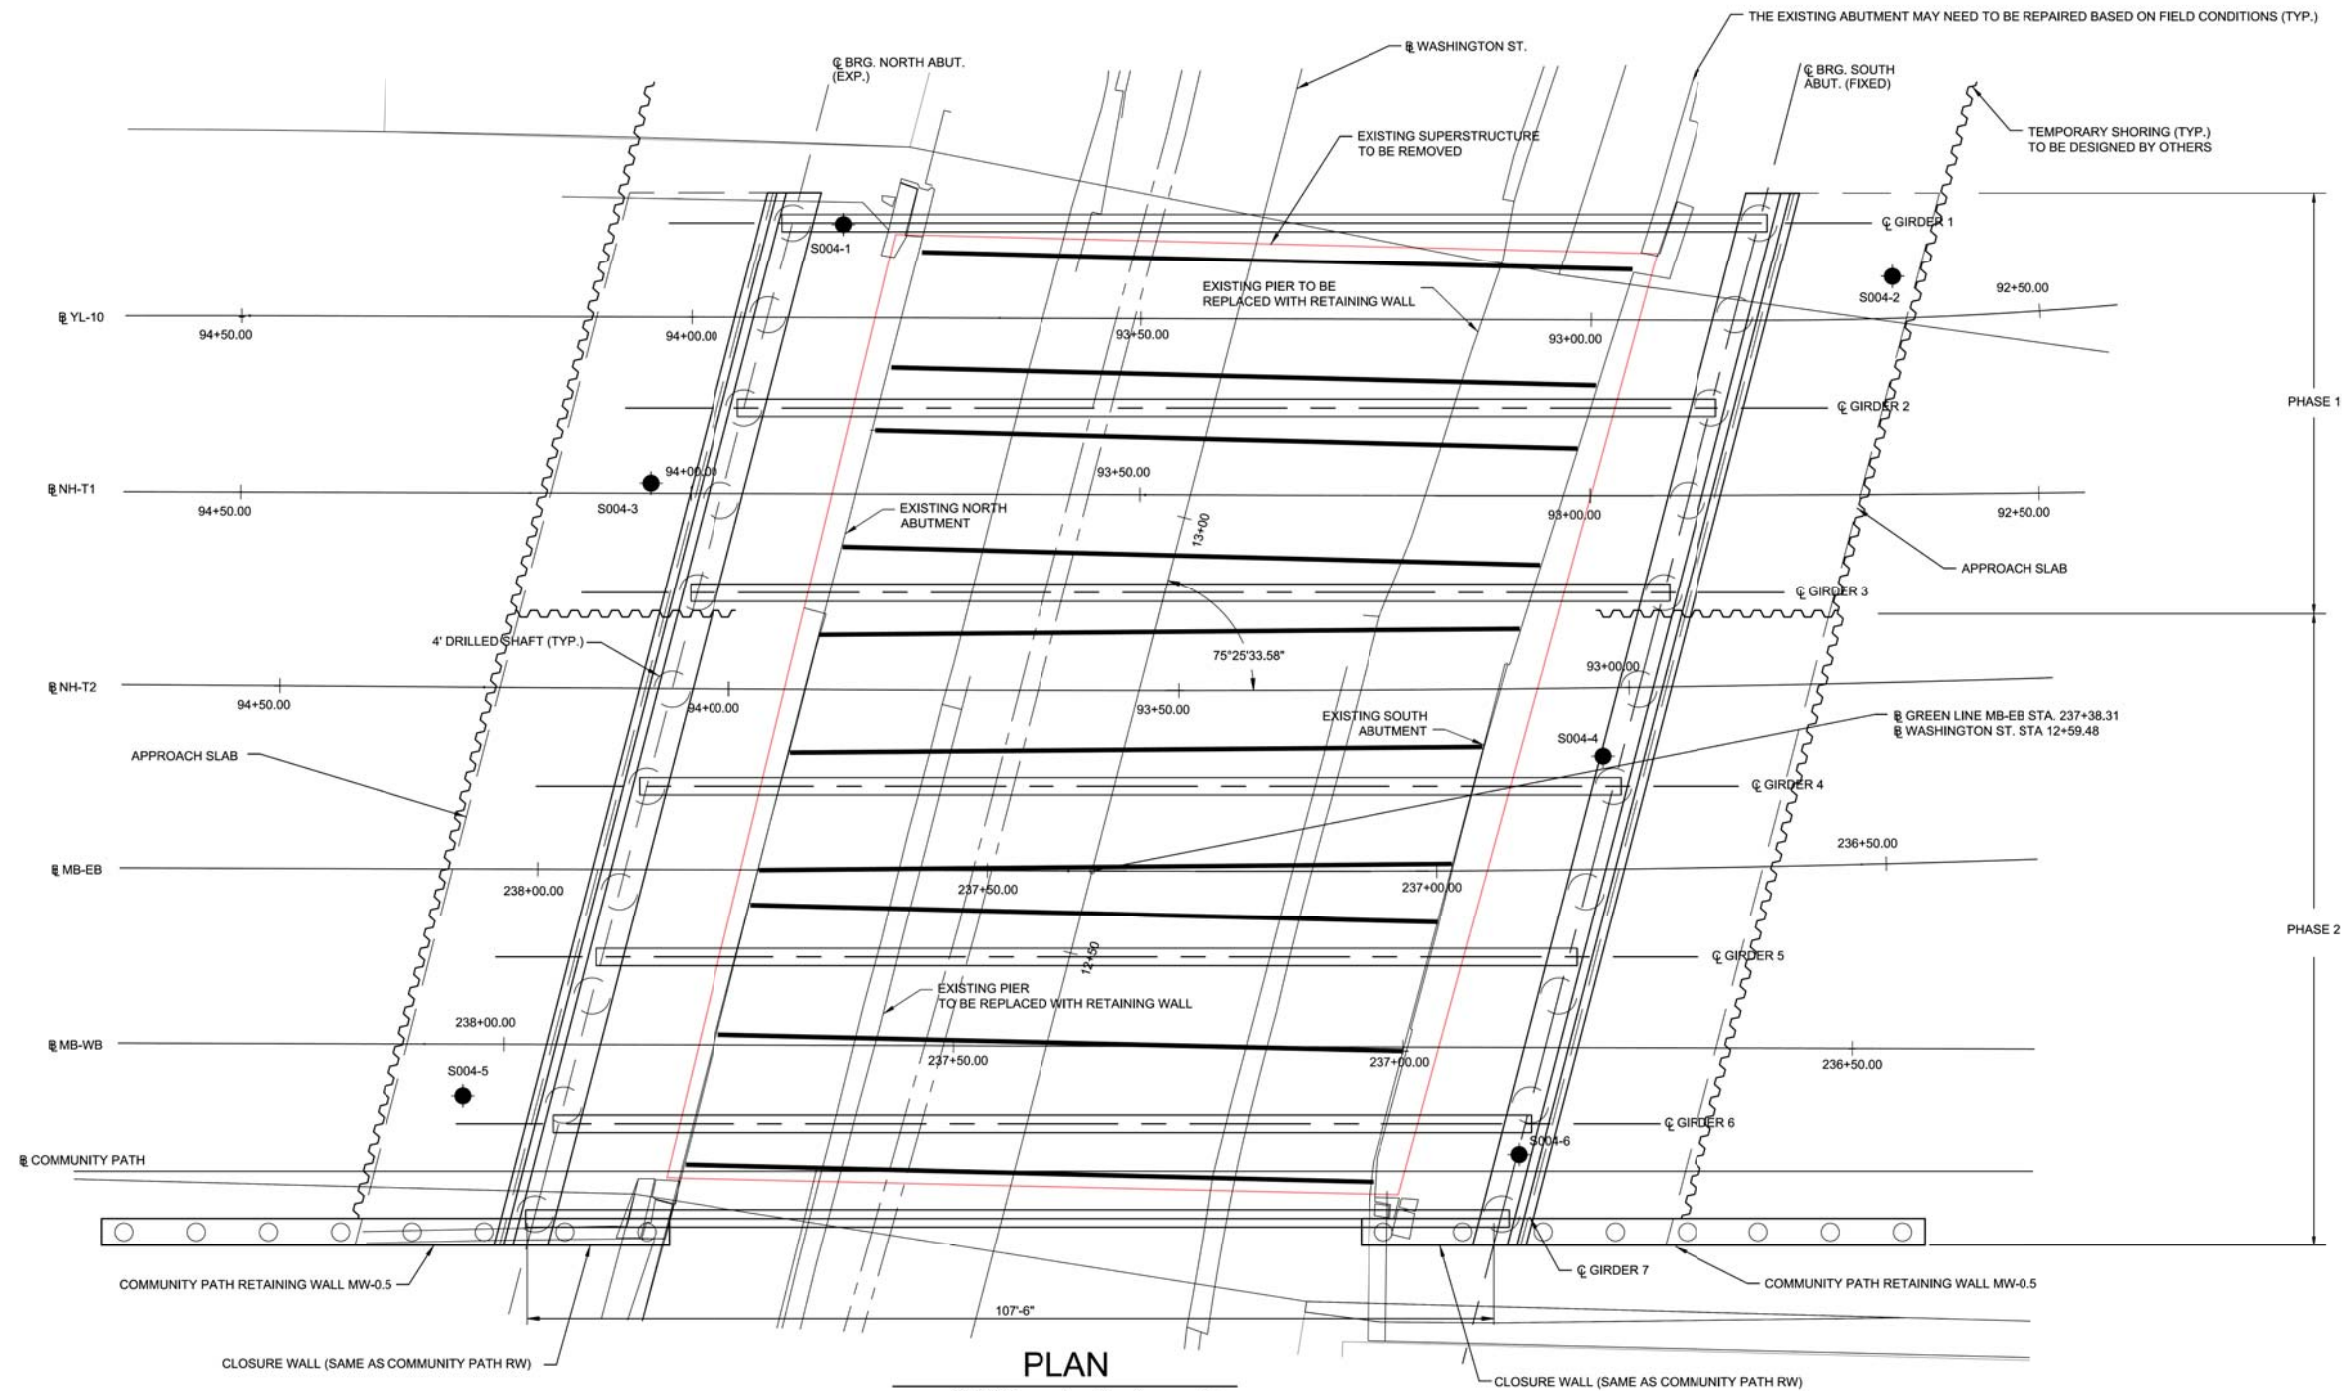 THE EXISTING ABUTMENT MAY NEED TO BE REPAIRED BASED ON FIELD CONDITIONS (TYP.)
℄ BRG. NORTH ABUT.
(EXP.)
℄ WASHINGTON ST.
℄ BRG. SOUTH
ABUT. (FIXED)
EXISTING SUPERSTRUCTURE
TO BE REMOVED
TEMPORARY SHORING (TYP.)
TO BE DESIGNED BY OTHERS
S004-1
℄ GIRDER 1
S004-2
EXISTING PIER TO BE
REPLACED WITH RETAINING WALL
92+50.00
℄ YL-10
94+50.00
94+00.00
93+50.00
93+00.00
PHASE 1
℄ GIRDER 2
94+00.00
93+50.00
℄ NH-T1
94+50.00
S004-3
EXISTING NORTH
ABUTMENT
13+00
93+00.00
92+50.00
APPROACH SLAB
℄ GIRDER 3
4' DRILLED SHAFT (TYP.)
75°25'33.58"
93+00.00
℄ NH-T2
94+50.00
94+00.00
93+50.00
EXISTING SOUTH
ABUTMENT
S004-4
℄ GREEN LINE MB-EB STA. 237+38.31
℄ WASHINGTON ST. STA 12+59.48
APPROACH SLAB
℄ GIRDER 4
236+50.00
℄ MB-EB
238+00.00
237+50.00
237+00.00
PHASE 2
12+50
℄ GIRDER 5
EXISTING PIER
TO BE REPLACED WITH RETAINING WALL
238+00.00
℄ MB-WB
237+50.00
237+00.00
236+50.00
S004-5
℄ GIRDER 6
S004-6
℄ COMMUNITY PATH
℄ GIRDER 7
COMMUNITY PATH RETAINING WALL MW-0.5
COMMUNITY PATH RETAINING WALL MW-0.5
107'-6"
CLOSURE WALL (SAME AS COMMUNITY PATH RW)
PLAN
CLOSURE WALL (SAME AS COMMUNITY PATH RW)